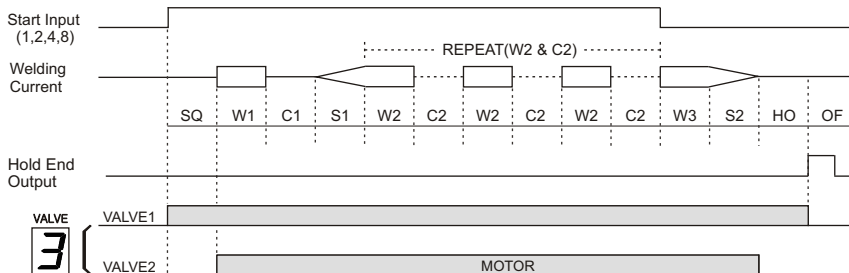 Start Input
(1,2,4,8)
REPEAT(W2 & C2)
Welding
Current
SQ W1 C1 S1 W2 C2 W2 C2 W2 C2 W3 S2 HO OF
Hold End
Output
VALVE
VALVE1
3
VALVE2
MOTOR